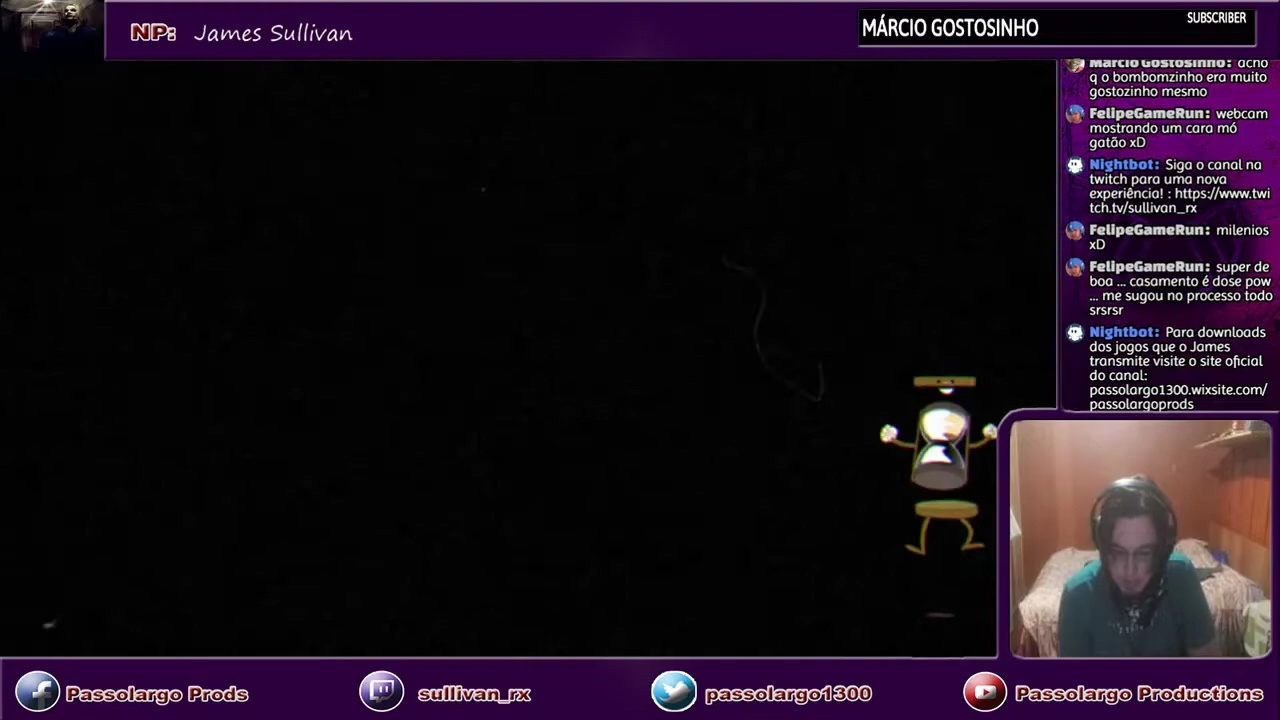 NP: James Sullivan
MÁRCIO GOSTOSINHO
SUBSCRIBER
Márcio Gostosinho: acho
q o bombomzinho era muito
gostozinho mesmo
FelipeGameRun: webcam
mostrando um cara mó
gatão xD
Nightbot: Siga o canal na
twitch para uma nova
experiência! : https://www.twi
tch.tv/sullivan_rx
FelipeGameRun: milenios
xD
FelipeGameRun: super de
boa ... casamento é dose pow
... me sugou no processo todo
srsrsr
Nightbot: Para downloads
dos jogos que o James
transmite visite o site oficial
do canal:
passolargo1300.wixsite.com/
passolargoprods
Passolargo Prods
sullivan_rx
passolargo1300
Passolargo Productions